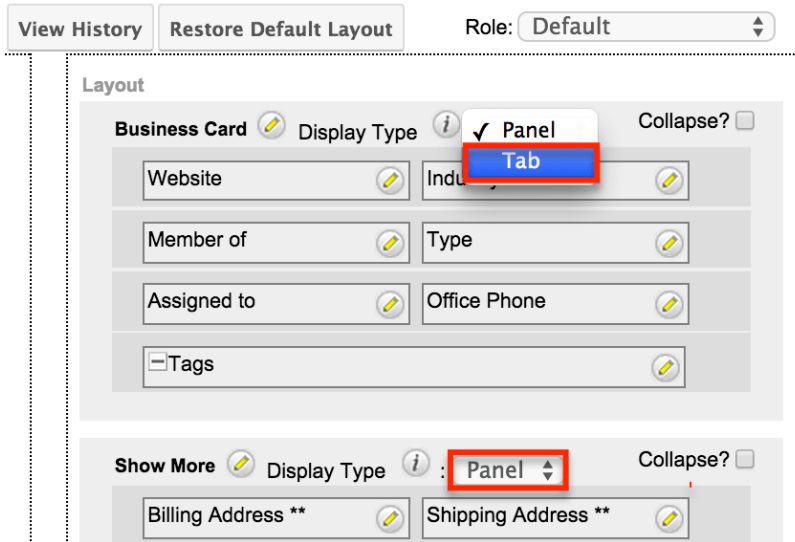 View History Restore Default Layout Role: Default
Layout
Business Card Display Type i ✓ Panel Collapse?
Tab
Website
Member of Type
Assigned to Office Phone
Tags
Show More Display Type i : Panel Collapse?
Billing Address ** Shipping Address **